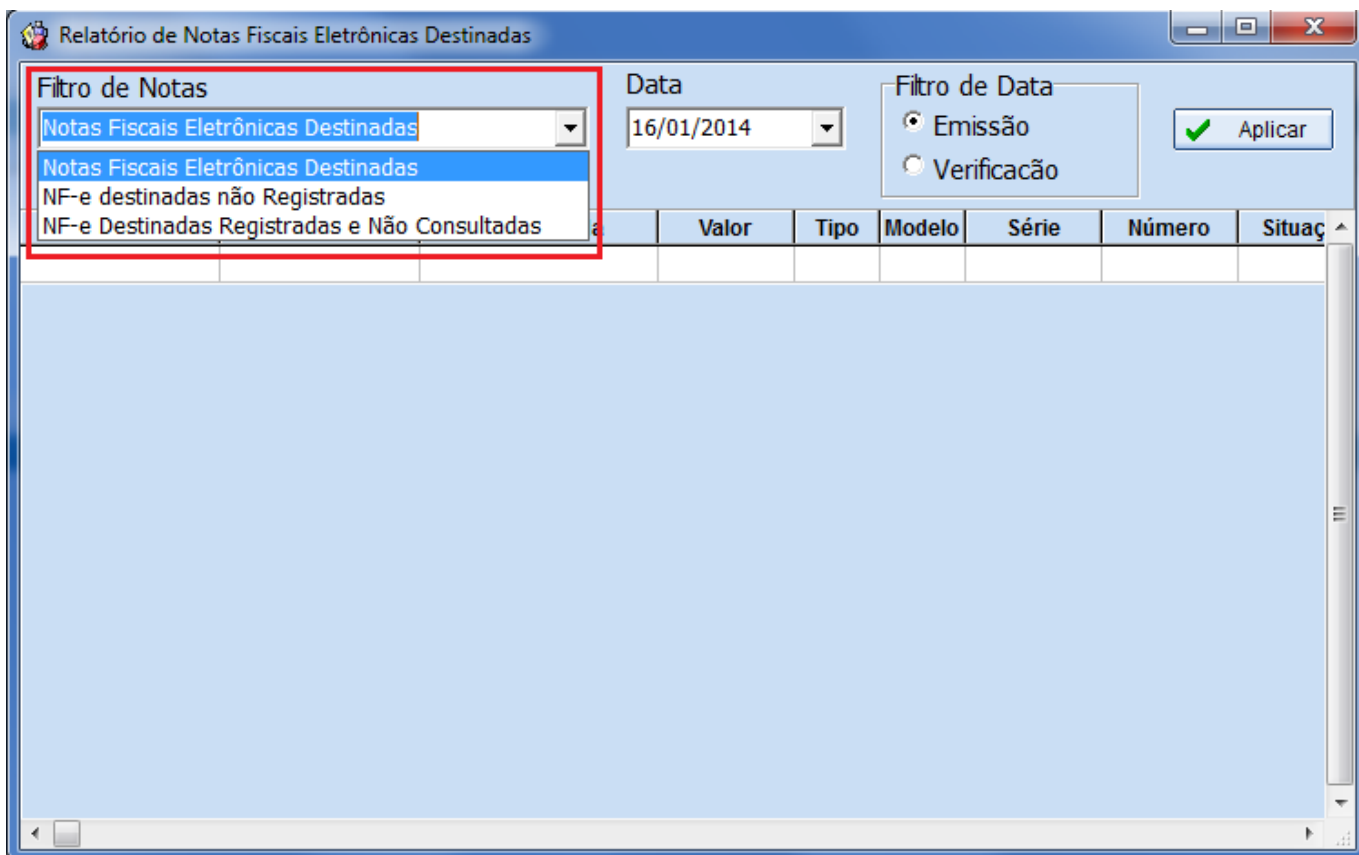 Relatório de Notas Fiscais Eletrônicas Destinadas
Filtro de Notas
Notas Fiscais Eletrônicas Destinadas
Notas Fiscais Eletrônicas Destinadas
NF-e destinadas não Registradas
NF-e Destinadas Registradas e Não Consultadas
Data
16/01/2014
Filtro de Data
Emissão
Verificacão
Aplicar
a Valor Tipo Modelo Série Número Situaç